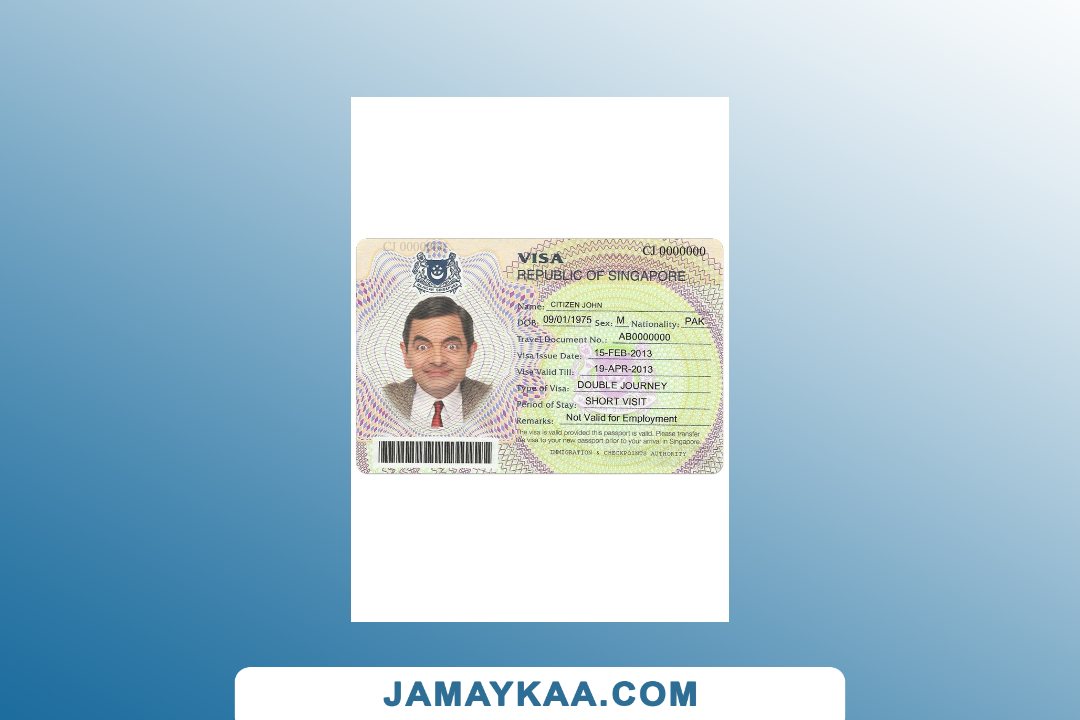 CJ 0000000
CJ 0000000
VISA
REPUBLIC OF SINGAPORE
Name: CITIZEN JOHN
DOB: 09/01/1975 Sex: M Nationality: PAK
Travel Document No.: AB0000000
Visa Issue Date: 15-FEB-2013
Visa Valid Till: 19-APR-2013
Type of Visa: DOUBLE JOURNEY
Period of Stay: SHORT VISIT
Remarks: Not Valid for Employment
The visa is valid provided this passport is valid. Please transfer
the visa to your new passport prior to your arrival in Singapore
IMMIGRATION & CHECKPOINTS AUTHORITY
JAMAYKAA.COM